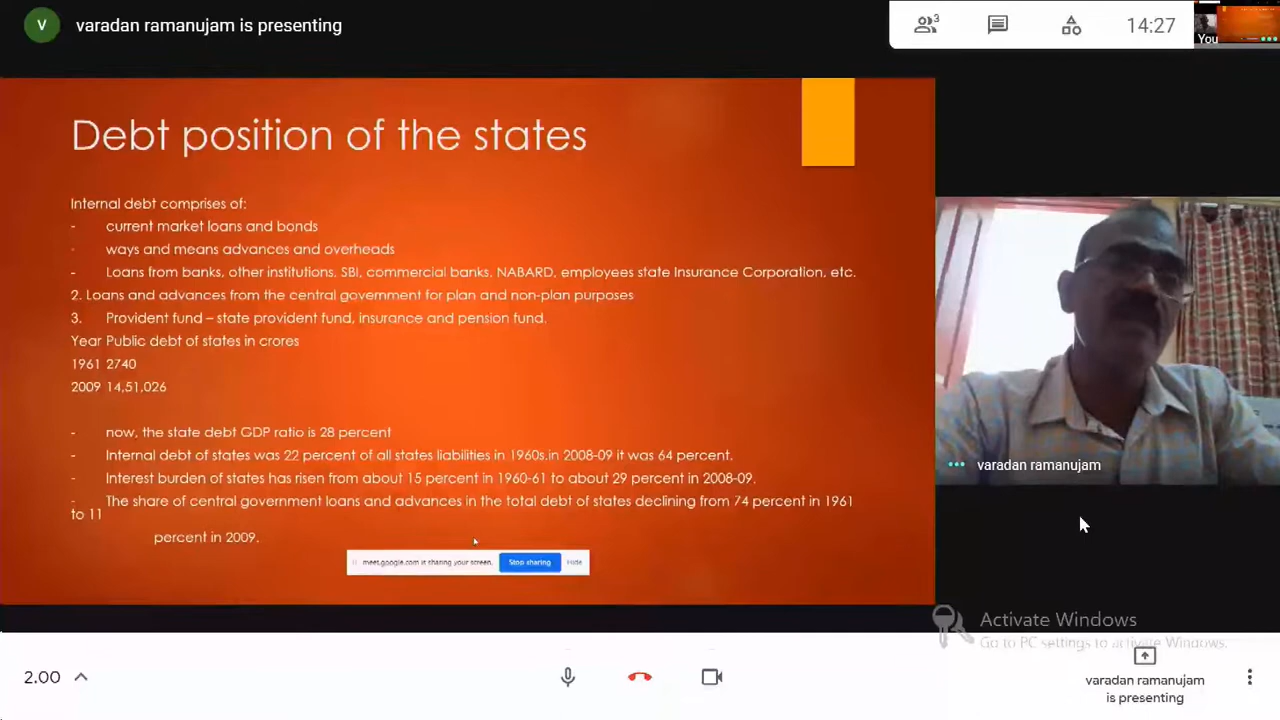 V varadan ramanujam is presenting
3
14:27
You
Debt position of the states
Internal debt comprises of:
- current market loans and bonds
- ways and means advances and overheads
- Loans from banks, other institutions, SBI, commercial banks, NABARD, employees state Insurance Corporation, etc.
2. Loans and advances from the central government for plan and non-plan purposes
3. Provident fund – state provident fund, insurance and pension fund.
Year Public debt of states in crores
1961 2740
2009 14,51,026
- now, the state debt GDP ratio is 28 percent
- Internal debt of states was 22 percent of all states liabilities in 1960s.in 2008-09 it was 64 percent.
- Interest burden of states has risen from about 15 percent in 1960-61 to about 29 percent in 2008-09.
- The share of central government loans and advances in the total debt of states declining from 74 percent in 1961
to 11
percent in 2009.
meet.google.com is sharing your screen. Stop sharing Hide
varadan ramanujam
Activate Windows
Go to PC settings to activate Windows.
2.00
varadan ramanujam
is presenting